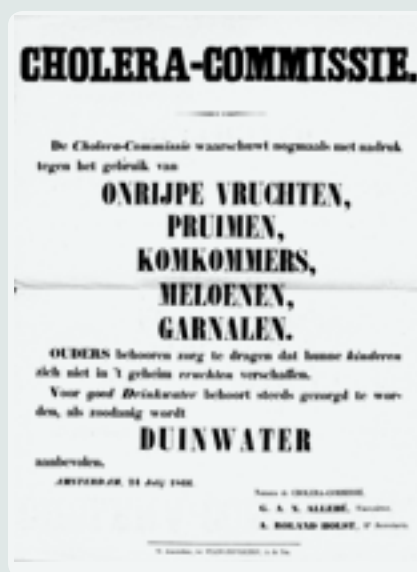 CHOLERA-COMMISSIE.
De Cholera-Commissie waarschuwt nogmaals met nadruk
tegen het gebruik van
ONRIJPE VRUCHTEN,
PRUIMEN,
KOMKOMMERS,
MELOENEN,
GARNALEN.
OUDERS behooren zorg te dragen dat hunne kinderen
zich niet in 't geheim vruchten verschaffen.
Voor goed Drinkwater behoort steeds gezorgd te wor-
den, als zoodanig wordt
DUINWATER
aanbevolen.
AMSTERDAM, 24 July 1866.
Namens de CHOLERA-COMMISSIE,
G. A. N. ALLEBÉ, Voorzitter.
A. ROLAND HOLST, Secretaris.